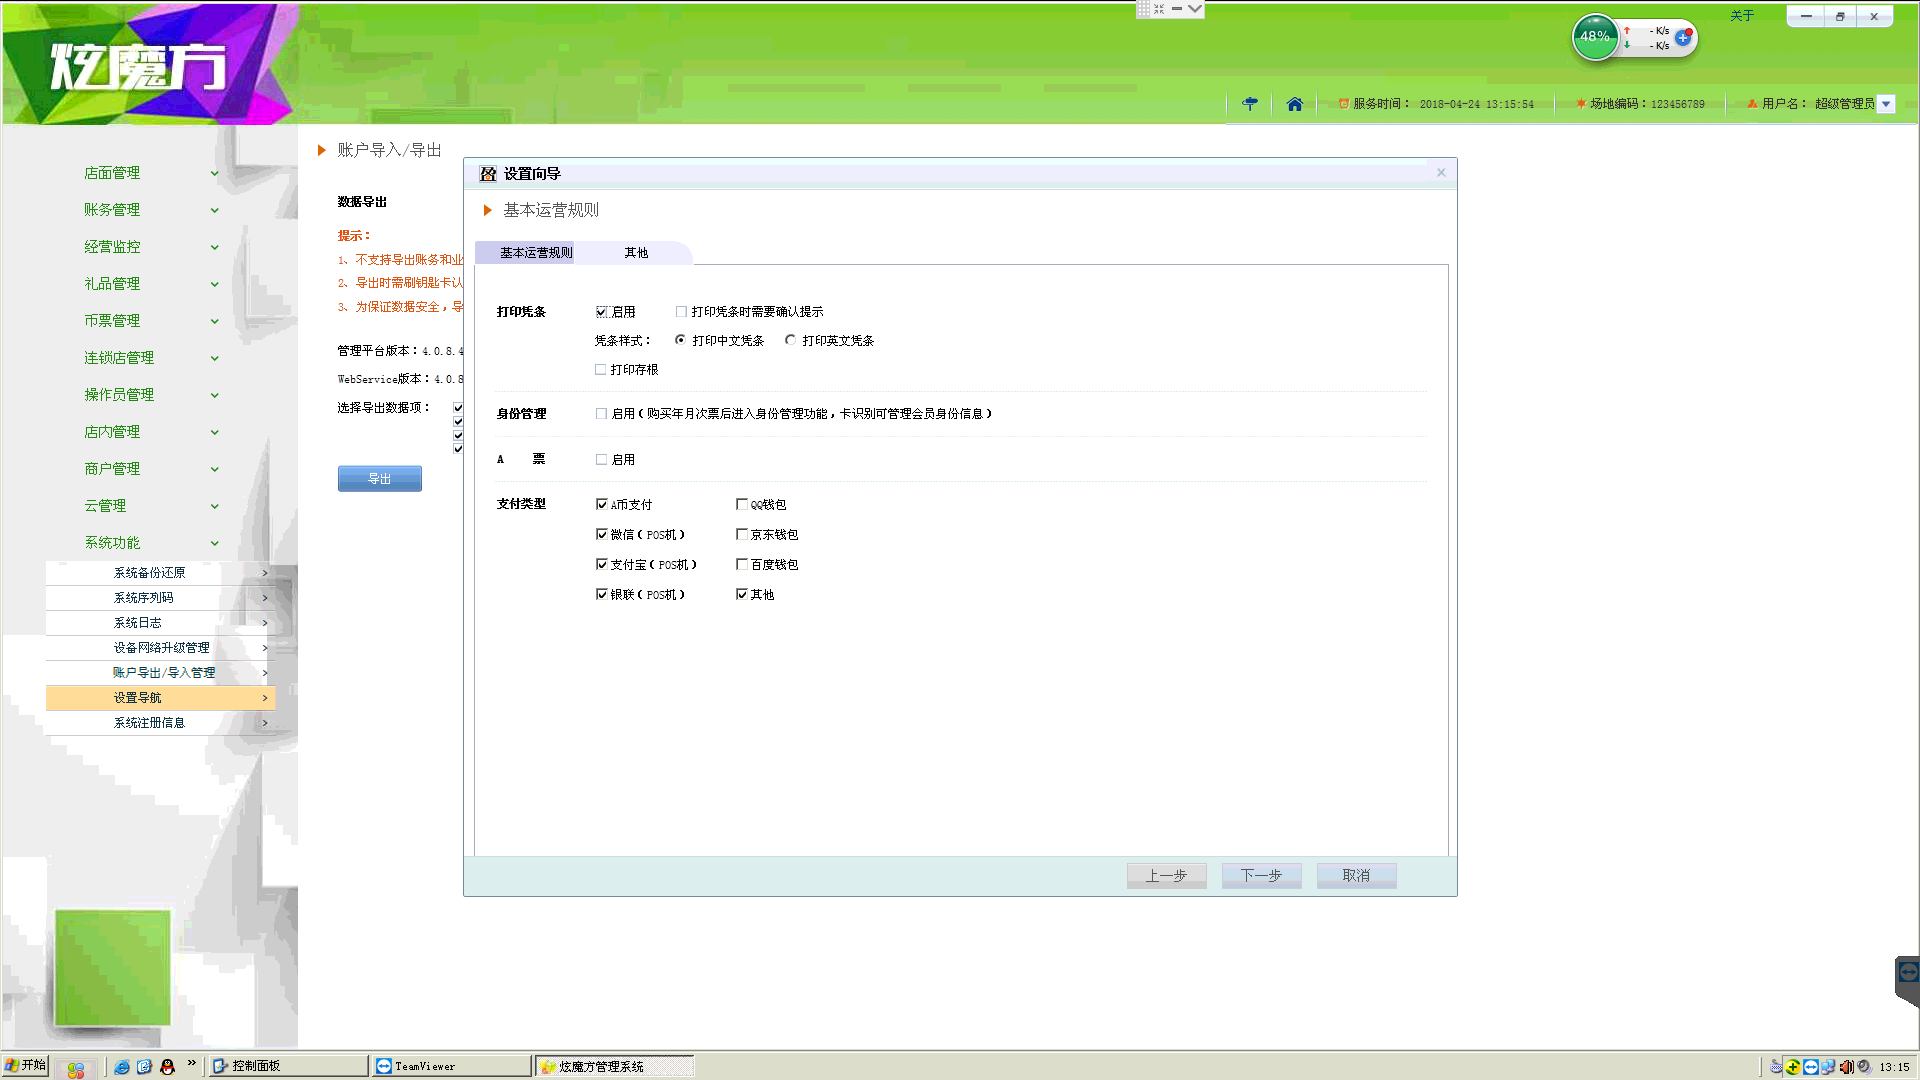 炫魔方
关于
48%
- K/s
- K/s
服务时间： 2018-04-24 13:15:54
场地编码：123456789
用户名： 超级管理员
店面管理
账务管理
经营监控
礼品管理
币票管理
连锁店管理
操作员管理
店内管理
商户管理
云管理
系统功能
系统备份还原
系统序列码
系统日志
设备网络升级管理
账户导出/导入管理
设置导航
系统注册信息
账户导入/导出
数据导出
提示：
1、不支持导出账务和业
2、导出时需刷钥匙卡认
3、为保证数据安全，导
管理平台版本：4.0.8.4
WebService版本：4.0.8
选择导出数据项：
导出
设置向导
基本运营规则
基本运营规则 其他
打印凭条 启用 打印凭条时需要确认提示
凭条样式： 打印中文凭条 打印英文凭条
打印存根
身份管理 启用（购买年月次票后进入身份管理功能，卡识别可管理会员身份信息）
A 票 启用
支付类型 A币支付 QQ钱包
微信（POS机） 京东钱包
支付宝（POS机） 百度钱包
银联（POS机） 其他
上一步 下一步 取消
开始 控制面板 TeamViewer 炫魔方管理系统 13:15